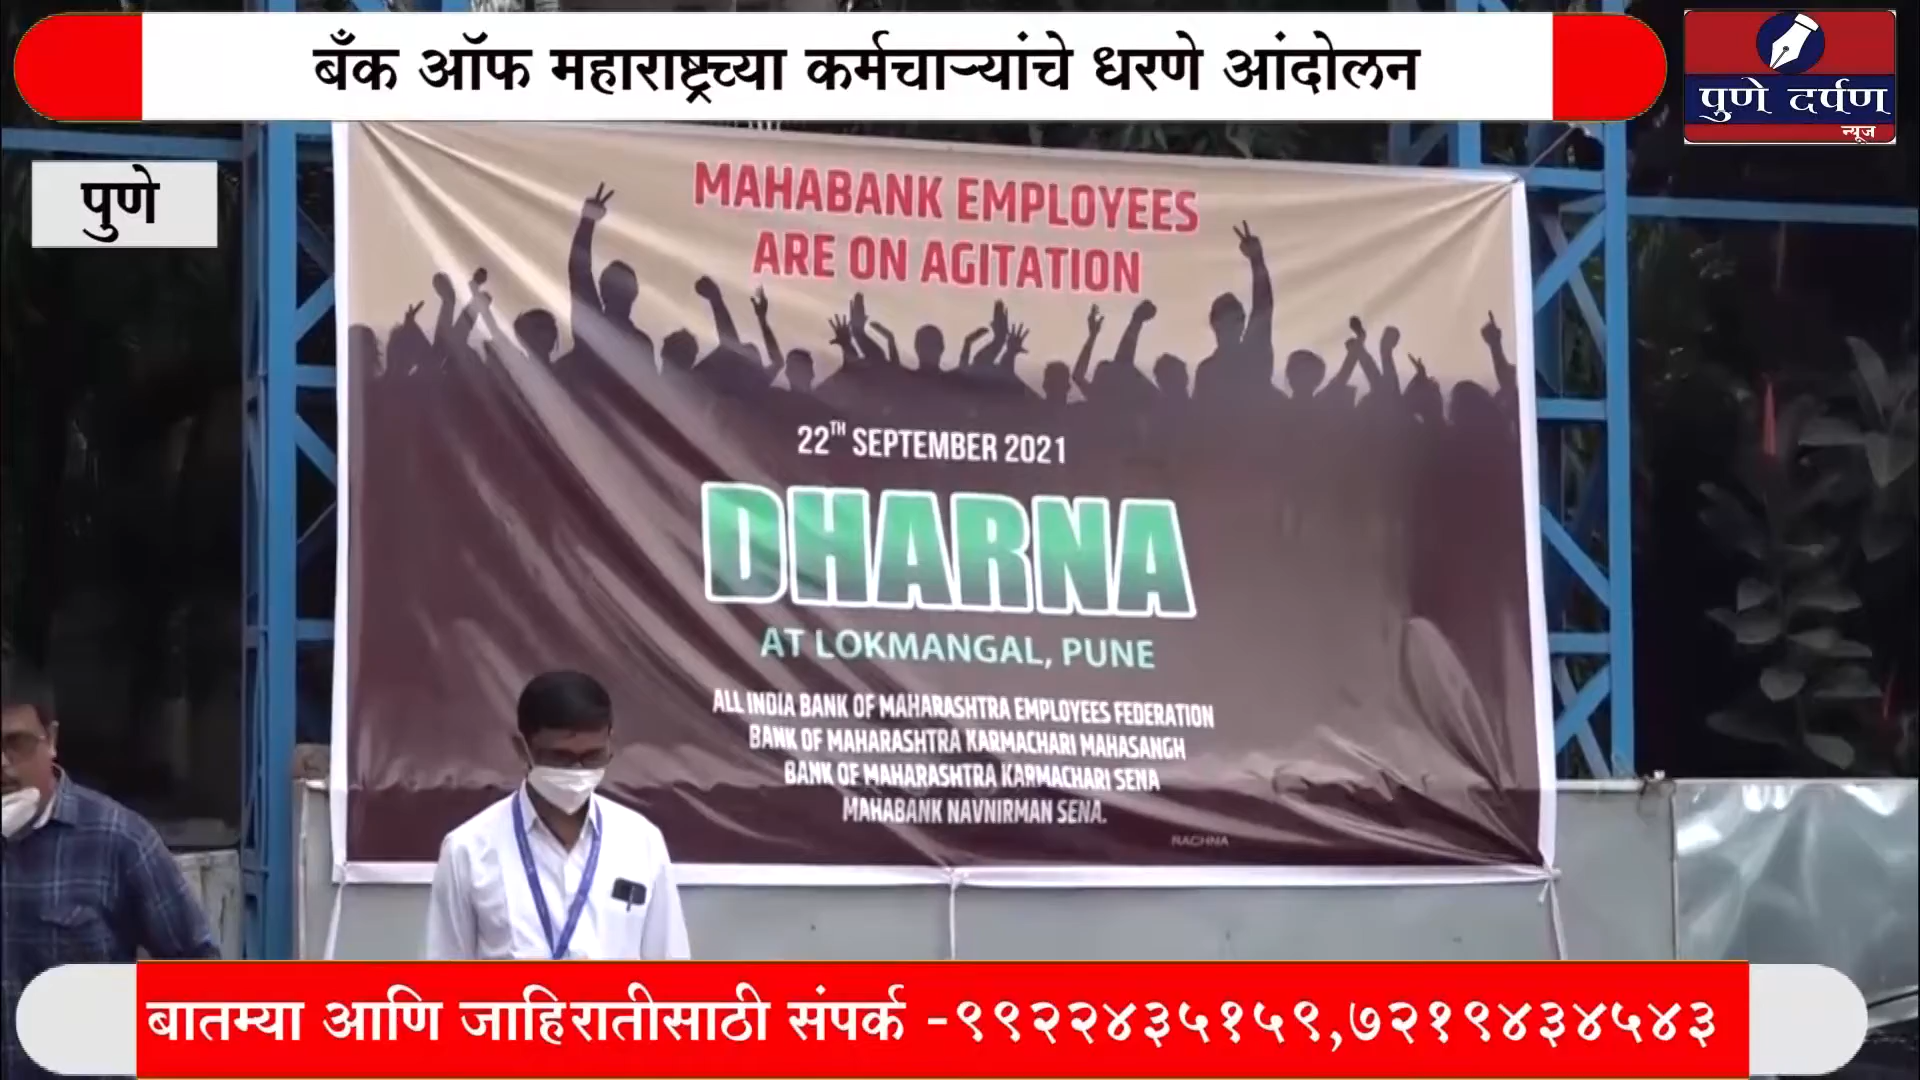 बँक ऑफ महाराष्ट्रच्या कर्मचाऱ्यांचे धरणे आंदोलन
पुणे दर्पण
न्यूज
पुणे
MAHABANK EMPLOYEES
ARE ON AGITATION
22TH SEPTEMBER 2021
DHARNA
AT LOKMANGAL, PUNE
ALL INDIA BANK OF MAHARASHTRA EMPLOYEES FEDERATION
BANK OF MAHARASHTRA KARMACHARI MAHASANGH
BANK OF MAHARASHTRA KARMACHARI SENA
MAHABANK NAVNIRMAN SENA.
RACHNA
बातम्या आणि जाहिरातीसाठी संपर्क -९९२२४३५१५९,७२१९४३४५४३